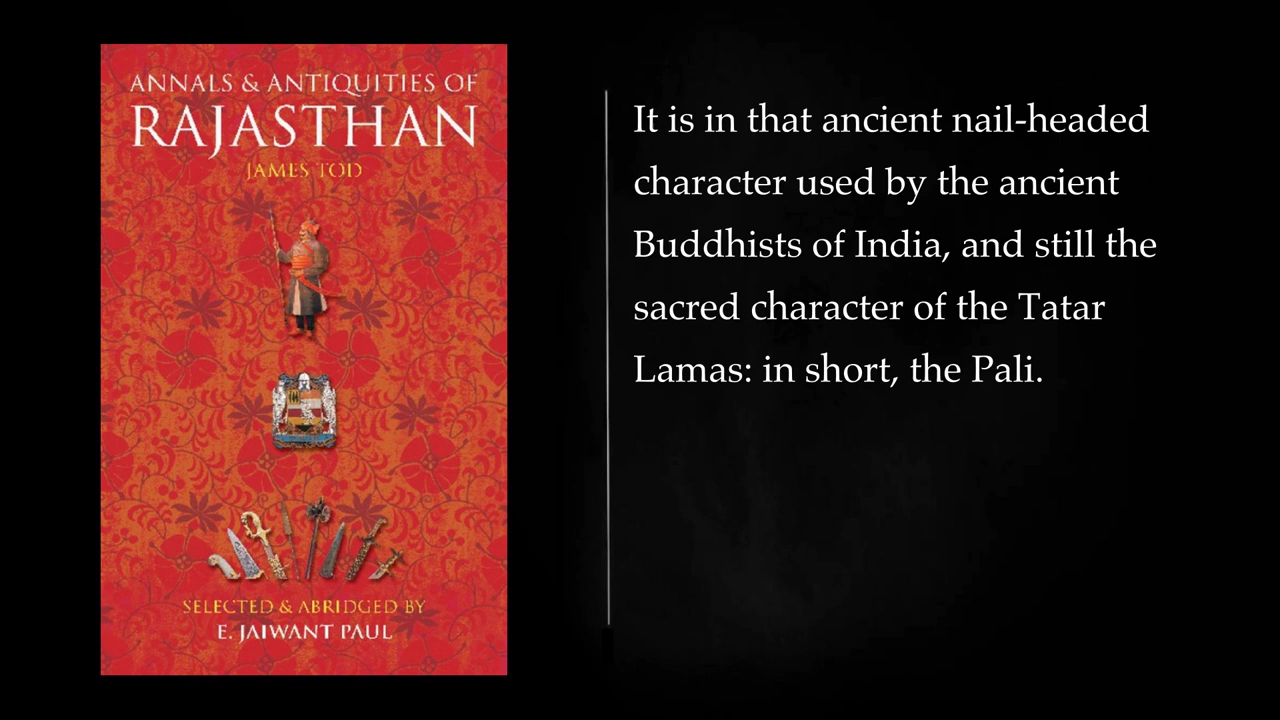 ANNALS & ANTIQUITIES OF
RAJASTHAN
JAMES TOD
SELECTED & ABRIDGED BY
E. JAIWANT PAUL
It is in that ancient nail-headed
character used by the ancient
Buddhists of India, and still the
sacred character of the Tatar
Lamas: in short, the Pali.